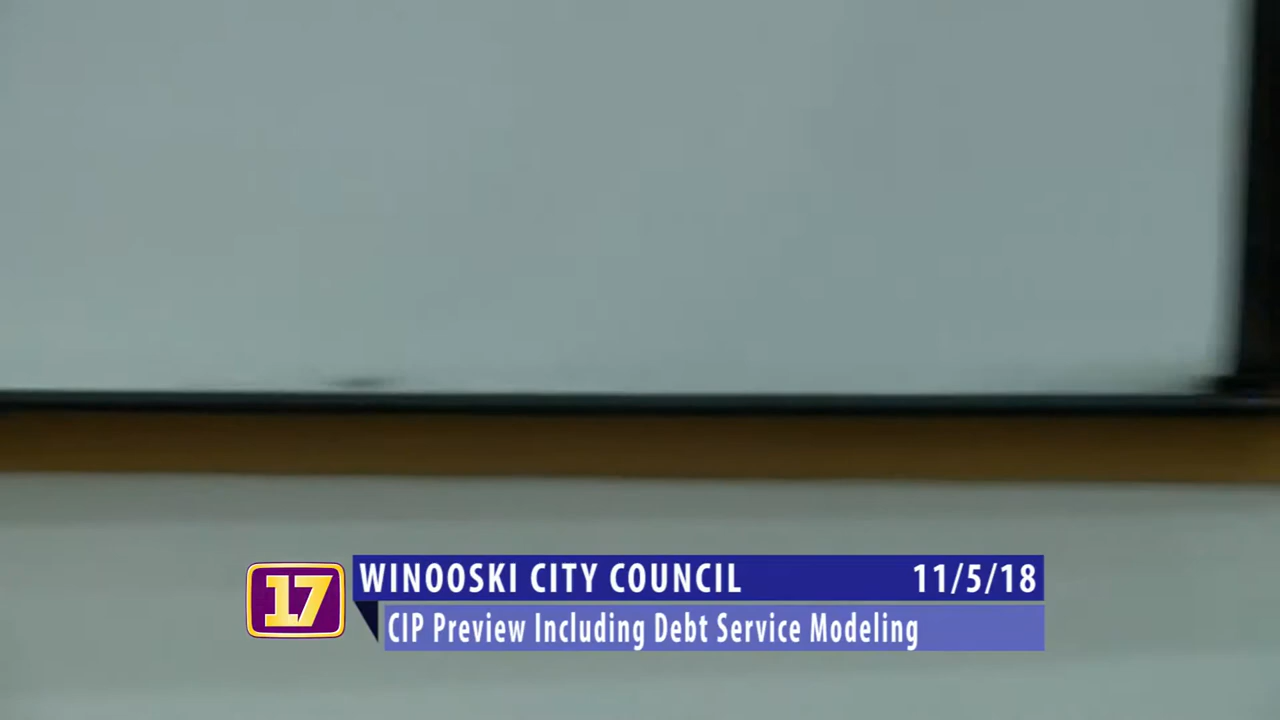 17
WINOOSKI CITY COUNCIL 11/5/18
CIP Preview Including Debt Service Modeling